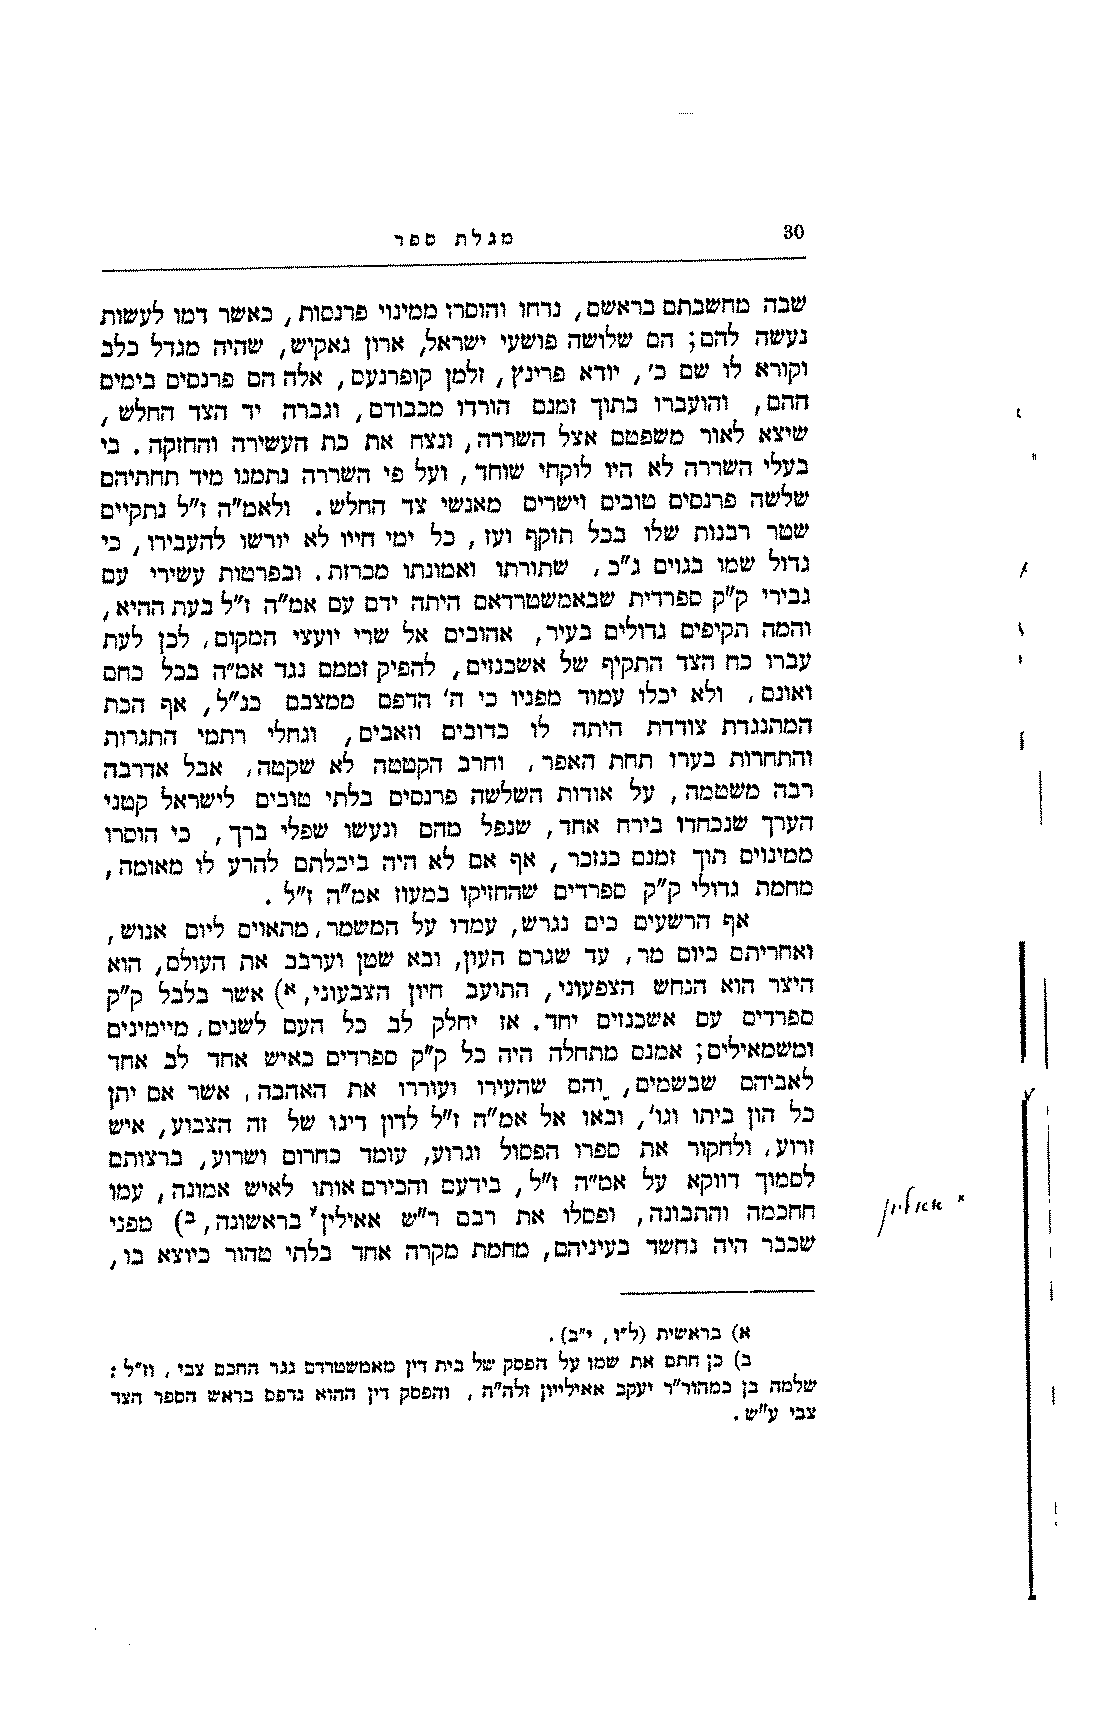 30
מגלת ספר
שבה מחשבתם בראשם, נדחו והוסרו ממינוי פרנסות, כאשר דמו לעשות
נעשה להם; הם שלושה פושעי ישראל, ארון גאקיש, שהיה מגדל כלב
וקורא לו שם כ', יודא פרינץ, זלמן קופרנעס, אלה הם פרנסים בימים
ההם, והועברו בתוך זמנם הורדו מכבודם, וגברה יד הצד החלש,
שיצא לאור משפטם אצל השררה, ונצח את כת העשירה והחזקה. כי
בעלי השררה לא היו לוקחי שוחד, ועל פי השררה נתמנו מיד תחתיהם
שלשה פרנסים טובים וישרים מאנשי צד החלש. ולאמ״ה ז״ל נתקיים
שטר רבנות שלו בכל תוקף ועז, כל ימי חייו לא יורשו להעבירו, כי
גדול שמו בגוים ג״כ, שתורתו ואמונתו מכרזת. ובפרטות עשירי עם
גבירי ק״ק ספרדית שבאמשטרדאם היתה ידם עם אמ״ה ז״ל בעת ההיא,
והמה תקיפים גדולים בעיר, אהובים אל שרי יועצי המקום, לכן לעת
עברו כח הצד התקיף של אשכנזים, להפיק זממם נגד אמ״ה בכל כחם
ואונם, ולא יכלו עמוד מפניו כי ה' הדפם ממצבם כנ״ל, אף הכת
המתנגדת צודדת היתה לו כדובים וזאבים, וגחלי רתמי התגרות
והתחרות בערו תחת האפר, וחרב הקטטה לא שקטה, אבל אדרבה
רבה משטמה, על אודות השלשה פרנסים בלתי טובים לישראל קטני
הערך שנכחדו בירח אחד, שנפל מהם ונעשו שפלי ברך, כי הוסרו
ממינוים תוך זמנם כנזכר, אף אם לא היה ביכלתם להרע לו מאומה,
מחמת גדולי ק״ק ספרדים שהחזיקו במעוז אמ״ה ז״ל.
אף הרשעים כים נגרש, עמדו על המשמר, מתאוים ליום אנוש,
ואחריתם כיום מר, עד שגרם העון, ובא שטן וערבב את העולם, הוא
היצר הוא הנחש הצפעוני, התועב חיון הצבעוני, א) אשר בלבל ק״ק
ספרדים עם אשכנזים יחד. אז יחלק לב כל העם לשנים, מיימינים
ומשמאילים; אמנם מתחלה היה כל ק״ק ספרדים כאיש אחד לב אחד
לאביהם שבשמים, והם שהעירו ועוררו את האהבה, אשר אם יתן
כל הון ביתו וגו', ובאו אל אמ״ה ז״ל לדון דינו של זה הצבוע, איש
זרוע, ולחקור את ספרו הפסול וגרוע, עומד כחרום ושרוע, ברצותם
לסמוך דווקא על אמ״ה ז״ל, בידעם והכירם אותו לאיש אמונה, עמו
החכמה והתבונה, ופסלו את רבם ר״ש אאילין* בראשונה, ב) מפני
שכבר היה נחשד בעיניהם, מחמת מקרה אחד בלתי טהור כיוצא בו,
* אאליון
א) בראשית (ל״ו, י״ב).
ב) כן חתם את שמו על הפסק של בית דין מאמשטרדם נגד החכם צבי, וז״ל:
שלמה בן כמהור״ר יעקב אאילייון זלה״ה, והפסק דין ההוא נדפס בראש הספר הצד
צבי ע״ש.